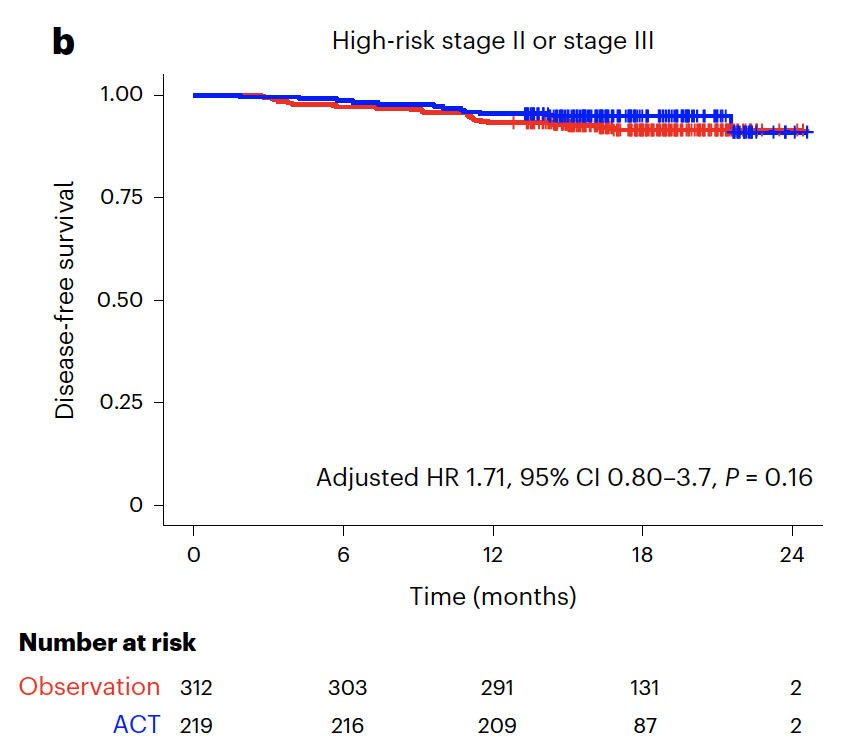 b
High-risk stage II or stage III
1.00
0.75
0.50
0.25
0
Disease-free survival
Adjusted HR 1.71, 95% CI 0.80–3.7, P = 0.16
0 6 12 18 24
Time (months)
Number at risk
Observation 312 303 291 131 2
ACT 219 216 209 87 2